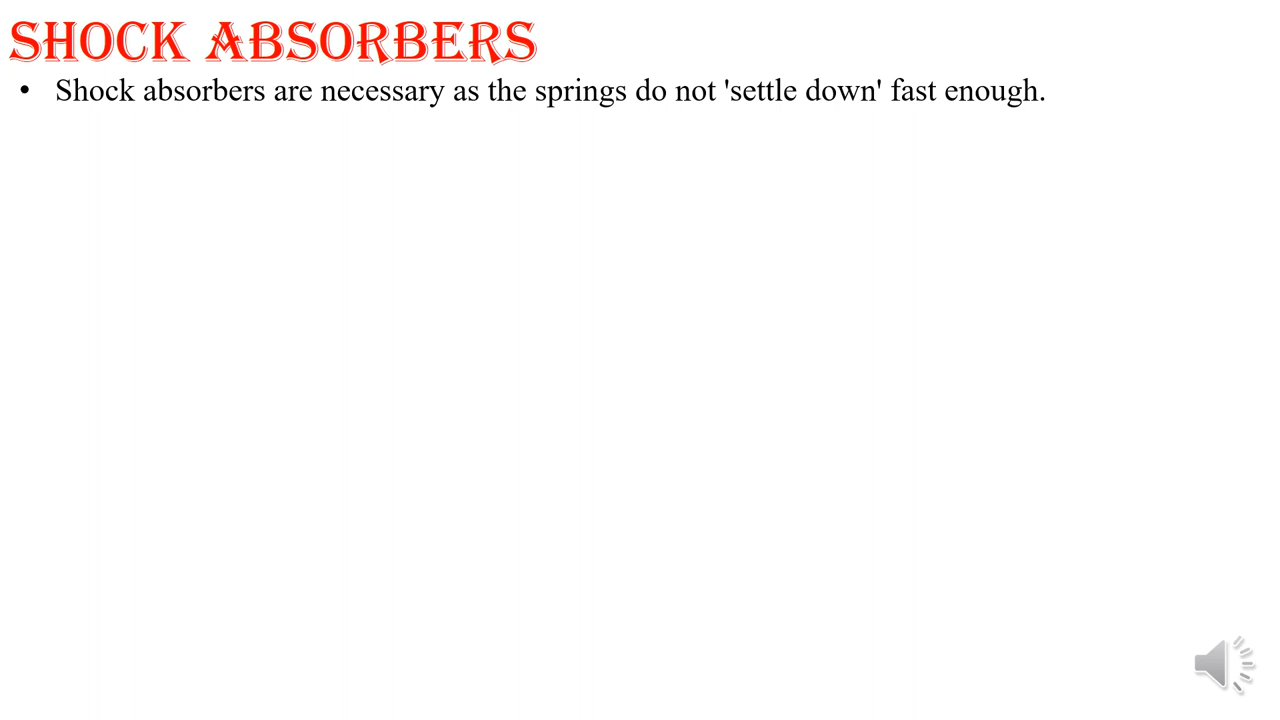 SHOCK ABSORBERS
• Shock absorbers are necessary as the springs do not 'settle down' fast enough.